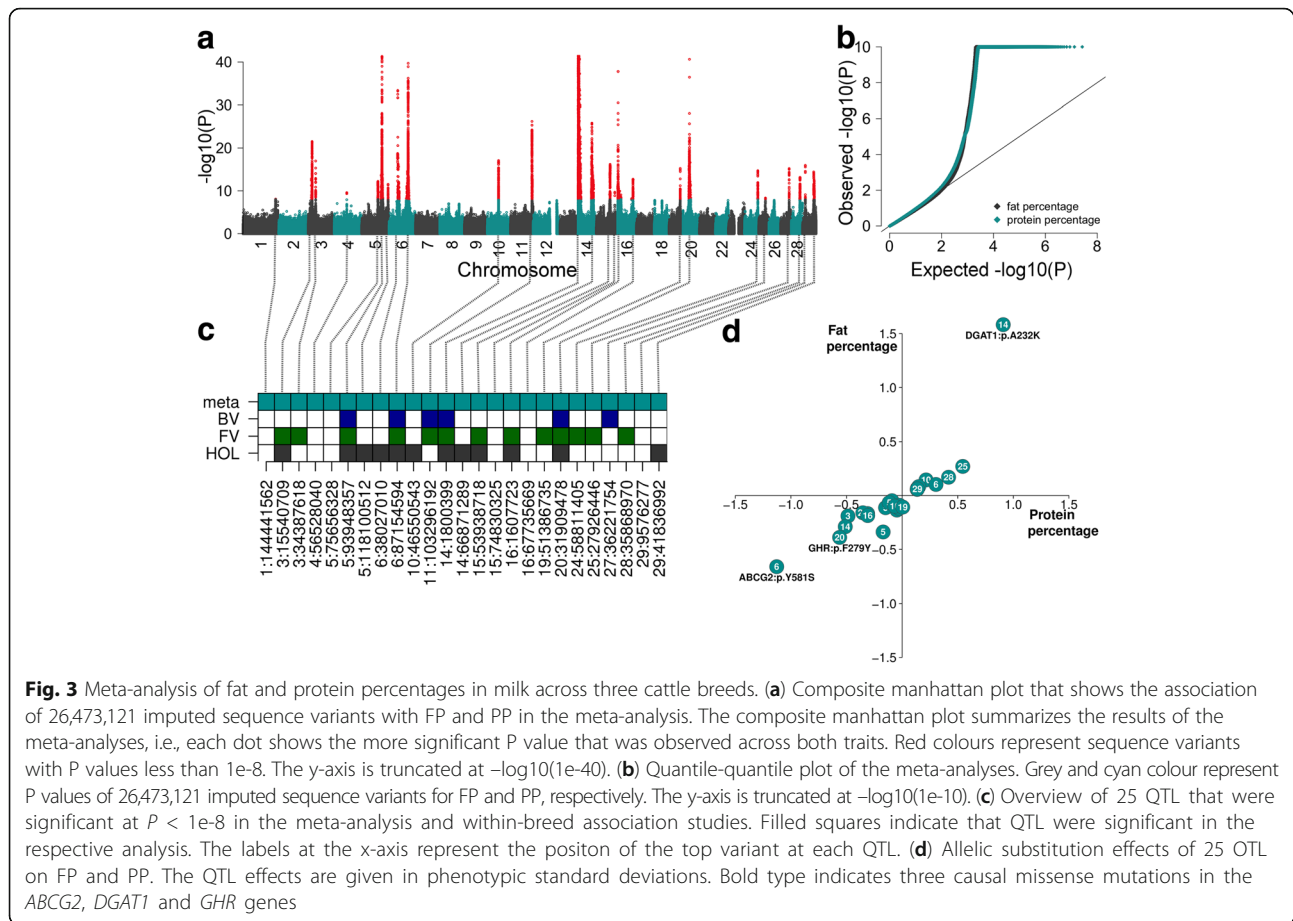 a
40
30
20
10
0
-log10(P)
1 2 3 4 5 6 7 8 9 10 11 12 14 16 18 20 22 24 26 28
Chromosome
b
10
8
6
4
2
0
Observed -log10(P)
fat percentage
protein percentage
0 2 4 6 8
Expected -log10(P)
c
meta
BV
FV
HOL
1:144441562
3:15540709
3:34387618
4:56528040
5:75656328
5:93948357
5:118100512
6:38027010
6:87154594
10:46550543
11:103296192
14:1800399
14:66871289
15:53938718
15:74830325
16:1607723
16:67735669
19:51386735
20:31909478
24:58811405
25:27926446
27:36221754
28:35868970
29:9576277
29:41836992
d
Fat
percentage
1.5
1.0
0.5
-0.5
-1.0
-1.5
-1.5 -1.0 -0.5 0.5 1.0 1.5
Protein
percentage
14
DGAT1:p.A232K
25
28
6
10
29
19
16
3
14
5
20
GHR:p.F279Y
6
ABCG2:p.Y581S
Fig. 3 Meta-analysis of fat and protein percentages in milk across three cattle breeds. (a) Composite manhattan plot that shows the association
of 26,473,121 imputed sequence variants with FP and PP in the meta-analysis. The composite manhattan plot summarizes the results of the
meta-analyses, i.e., each dot shows the more significant P value that was observed across both traits. Red colours represent sequence variants
with P values less than 1e-8. The y-axis is truncated at –log10(1e-40). (b) Quantile-quantile plot of the meta-analyses. Grey and cyan colour represent
P values of 26,473,121 imputed sequence variants for FP and PP, respectively. The y-axis is truncated at –log10(1e-10). (c) Overview of 25 QTL that were
significant at P < 1e-8 in the meta-analysis and within-breed association studies. Filled squares indicate that QTL were significant in the
respective analysis. The labels at the x-axis represent the positon of the top variant at each QTL. (d) Allelic substitution effects of 25 QTL
on FP and PP. The QTL effects are given in phenotypic standard deviations. Bold type indicates three causal missense mutations in the
ABCG2, DGAT1 and GHR genes